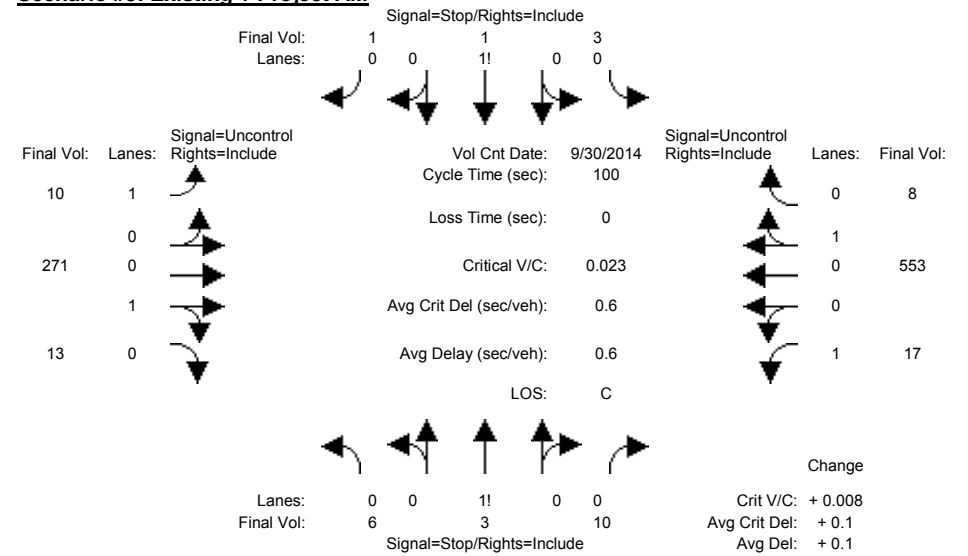 Signal=Stop/Rights=Include
Final Vol: 1 1 3
Lanes: 0 0 1! 0 0
Signal=Uncontrol Signal=Uncontrol
Final Vol: Lanes: Rights=Include Vol Cnt Date: 9/30/2014 Rights=Include Lanes: Final Vol:
Cycle Time (sec): 100
10 1 0 8
Loss Time (sec): 0
0 1
271 0 Critical V/C: 0.023 0 553
1 Avg Crit Del (sec/veh): 0.6 0
13 0 Avg Delay (sec/veh): 0.6 1 17
LOS: C
Change
Lanes: 0 0 1! 0 0 Crit V/C: + 0.008
Final Vol: 6 3 10 Avg Crit Del: + 0.1
Signal=Stop/Rights=Include Avg Del: + 0.1